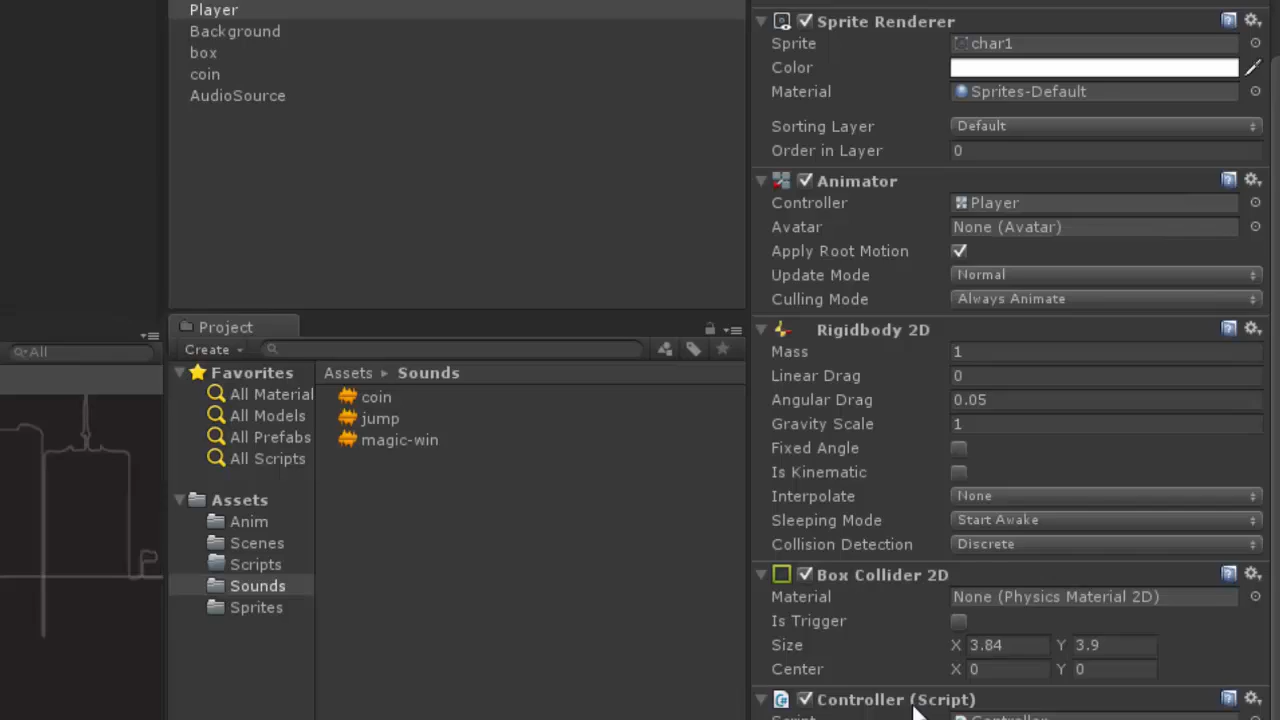 Player
Background
box
coin
AudioSource
All
Project
Create
Favorites
All Material
All Models
All Prefabs
All Scripts
Assets
Anim
Scenes
Scripts
Sounds
Sprites
Assets ▸ Sounds
coin
jump
magic-win
Sprite Renderer
Sprite char1
Color
Material Sprites-Default
Sorting Layer Default
Order in Layer 0
Animator
Controller Player
Avatar None (Avatar)
Apply Root Motion
Update Mode Normal
Culling Mode Always Animate
Rigidbody 2D
Mass 1
Linear Drag 0
Angular Drag 0.05
Gravity Scale 1
Fixed Angle
Is Kinematic
Interpolate None
Sleeping Mode Start Awake
Collision Detection Discrete
Box Collider 2D
Material None (Physics Material 2D)
Is Trigger
Size X 3.84 Y 3.9
Center X 0 Y 0
Controller (Script)
Script Controller